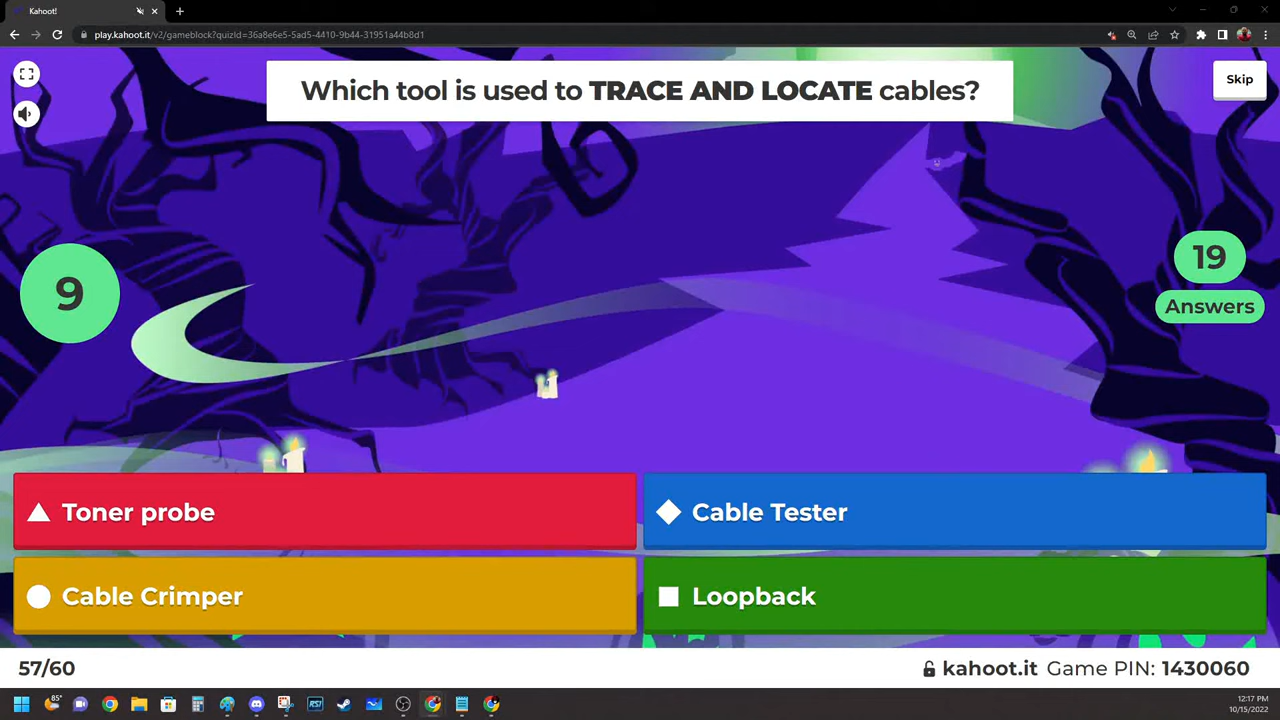 Kahoot!
play.kahoot.it/v2/gameblock?quizId=36a8e6e5-5ad5-4410-9b44-31951a44b8d1
Which tool is used to TRACE AND LOCATE cables?
Skip
9
19
Answers
Toner probe
Cable Tester
Cable Crimper
Loopback
57/60
kahoot.it Game PIN: 1430060
85°
RSI
12:17 PM
10/15/2022